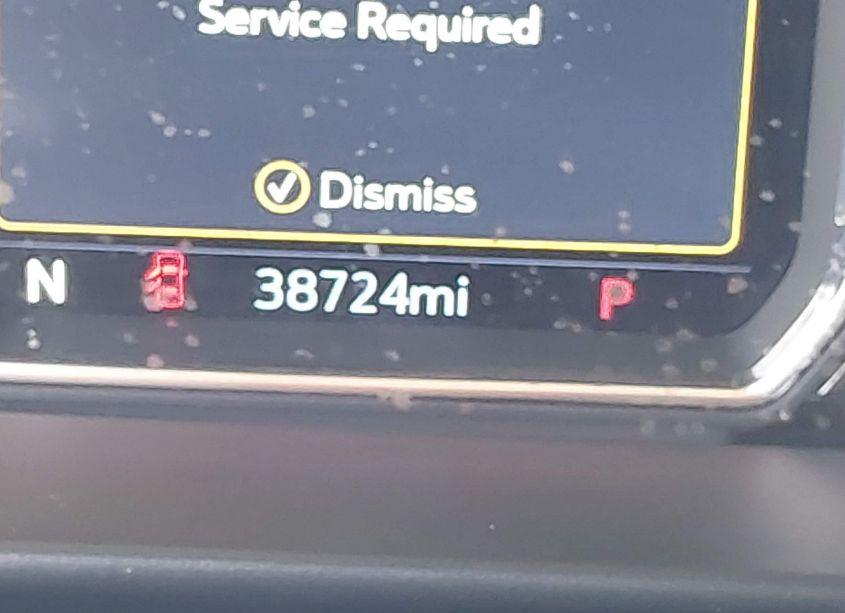 Service Required
Dismiss
N 38724mi P